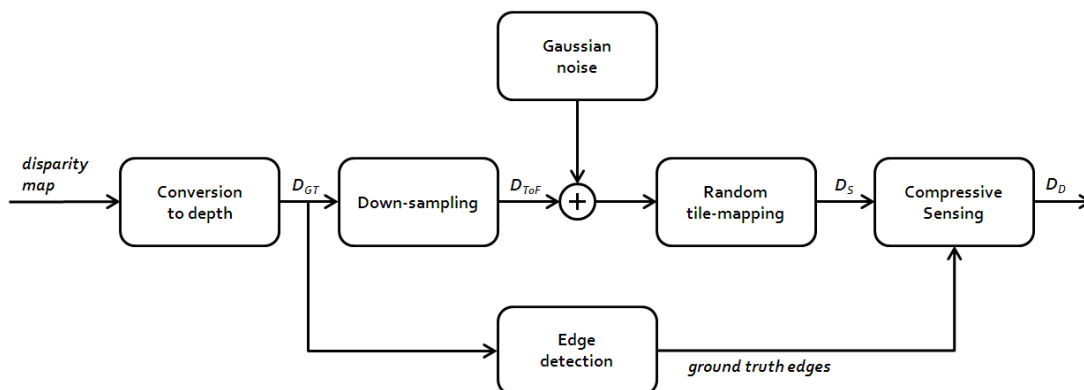 Gaussian
noise
disparity
map
Conversion
to depth
D_GT
Down-sampling
D_ToF
+
Random
tile-mapping
D_S
Compressive
Sensing
D_D
Edge
detection
ground truth edges